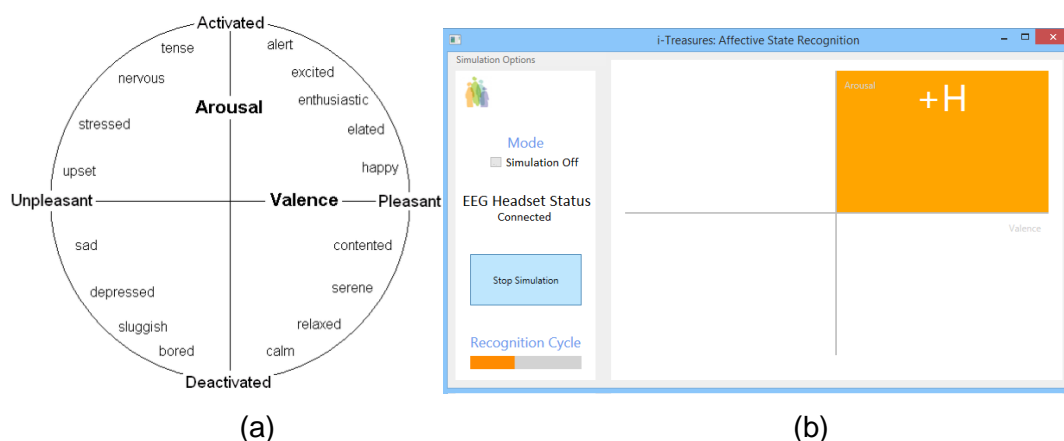 Activated
tense
alert
nervous
excited
enthusiastic
Arousal
stressed
elated
upset
happy
Unpleasant
Valence
Pleasant
sad
contented
depressed
serene
sluggish
relaxed
bored
calm
Deactivated
(a)
i-Treasures: Affective State Recognition
Simulation Options
Mode
Simulation Off
EEG Headset Status
Connected
Stop Simulation
Recognition Cycle
Arousal
+H
Valence
(b)